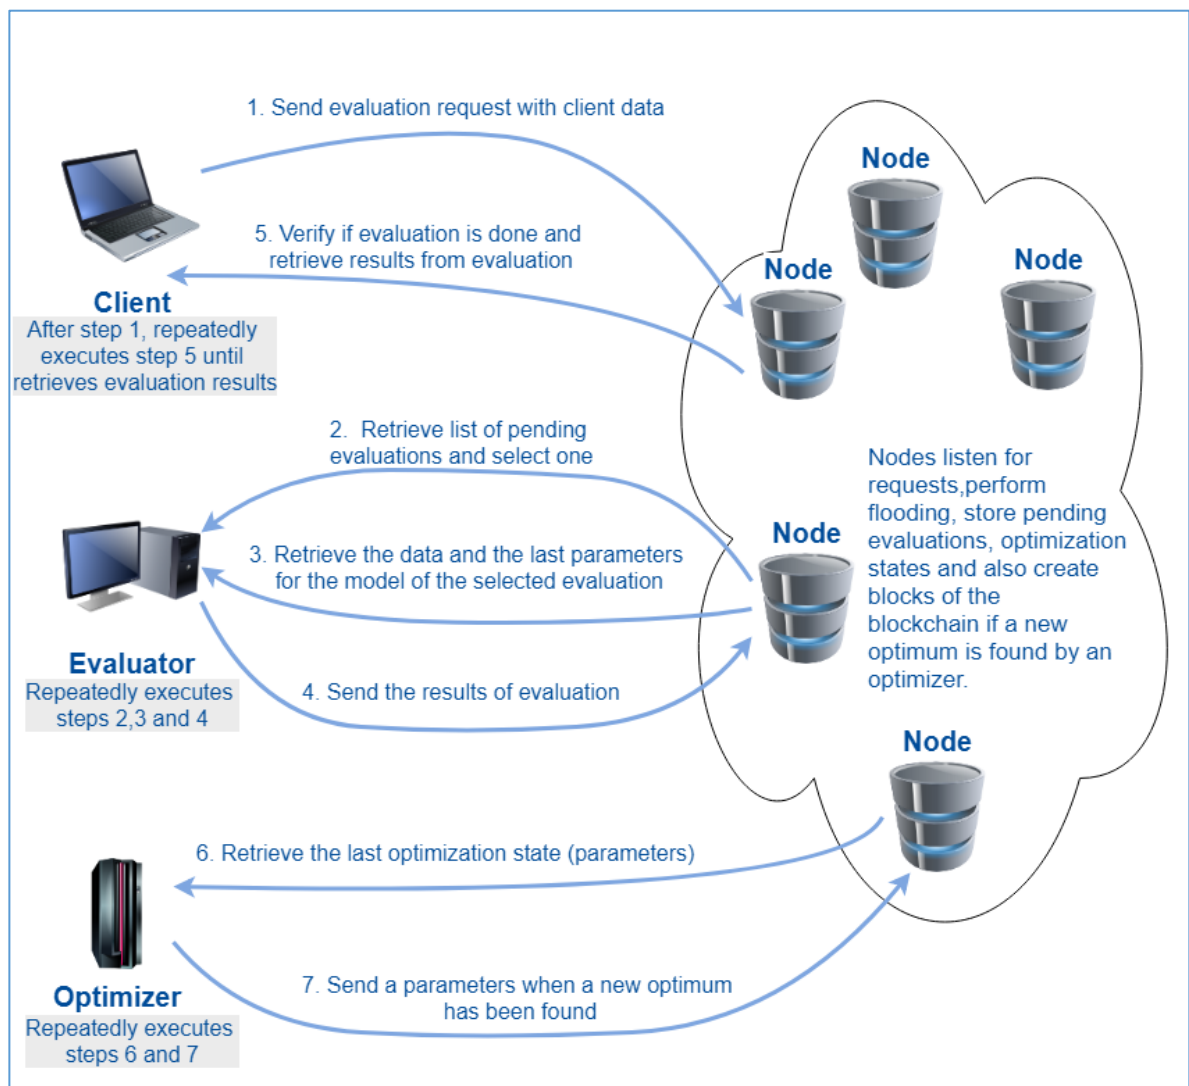 1. Send evaluation request with client data
Node
5. Verify if evaluation is done and
retrieve results from evaluation
Node
Node
Client
After step 1, repeatedly
executes step 5 until
retrieves evaluation results
2.  Retrieve list of pending
evaluations and select one
Nodes listen for
requests,perform
flooding, store pending
evaluations, optimization
states and also create
blocks of the
blockchain if a new
optimum is found by an
optimizer.
Node
3. Retrieve the data and the last parameters
for the model of the selected evaluation
Evaluator
Repeatedly executes
steps 2,3 and 4
4. Send the results of evaluation
Node
6. Retrieve the last optimization state (parameters)
Optimizer
Repeatedly executes
steps 6 and 7
7. Send a parameters when a new optimum
has been found